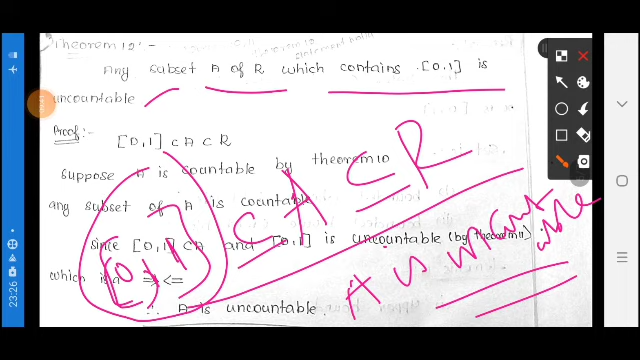 Theorem 12:-
Any subset A of R which contains [0,1] is
uncountable
Proof:-
[0,1] ⊂ A ⊂ R
Suppose A is countable by theorem 10
any subset of A is countable
Since [0,1] ⊂ A and [0,1] is uncountable (by theorem 11)
which is a ⇒⇐
∴ A is uncountable.
[0,1] ⊂ A ⊂ R
A is uncountable
23:26